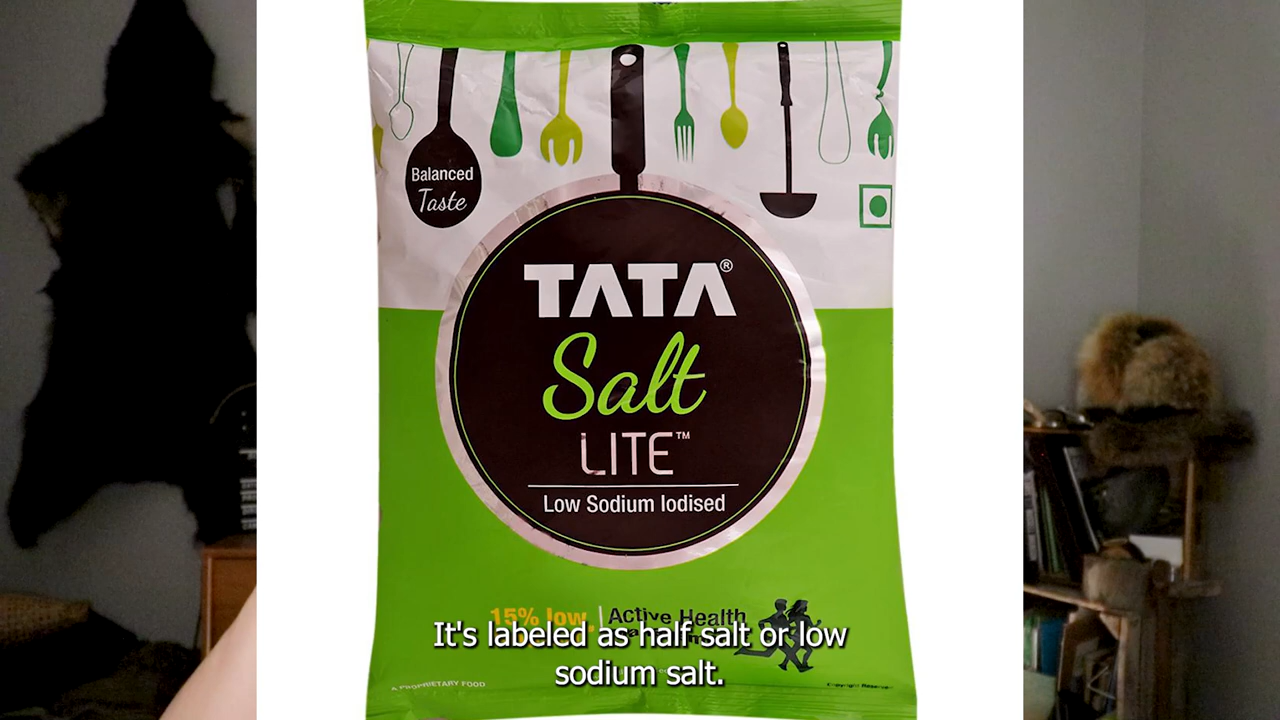 Balanced
Taste
TATA®
Salt
LITE™
Low Sodium Iodised
15% low
Active Health
It's labeled as half salt or low
sodium salt.
A PROPRIETARY FOOD